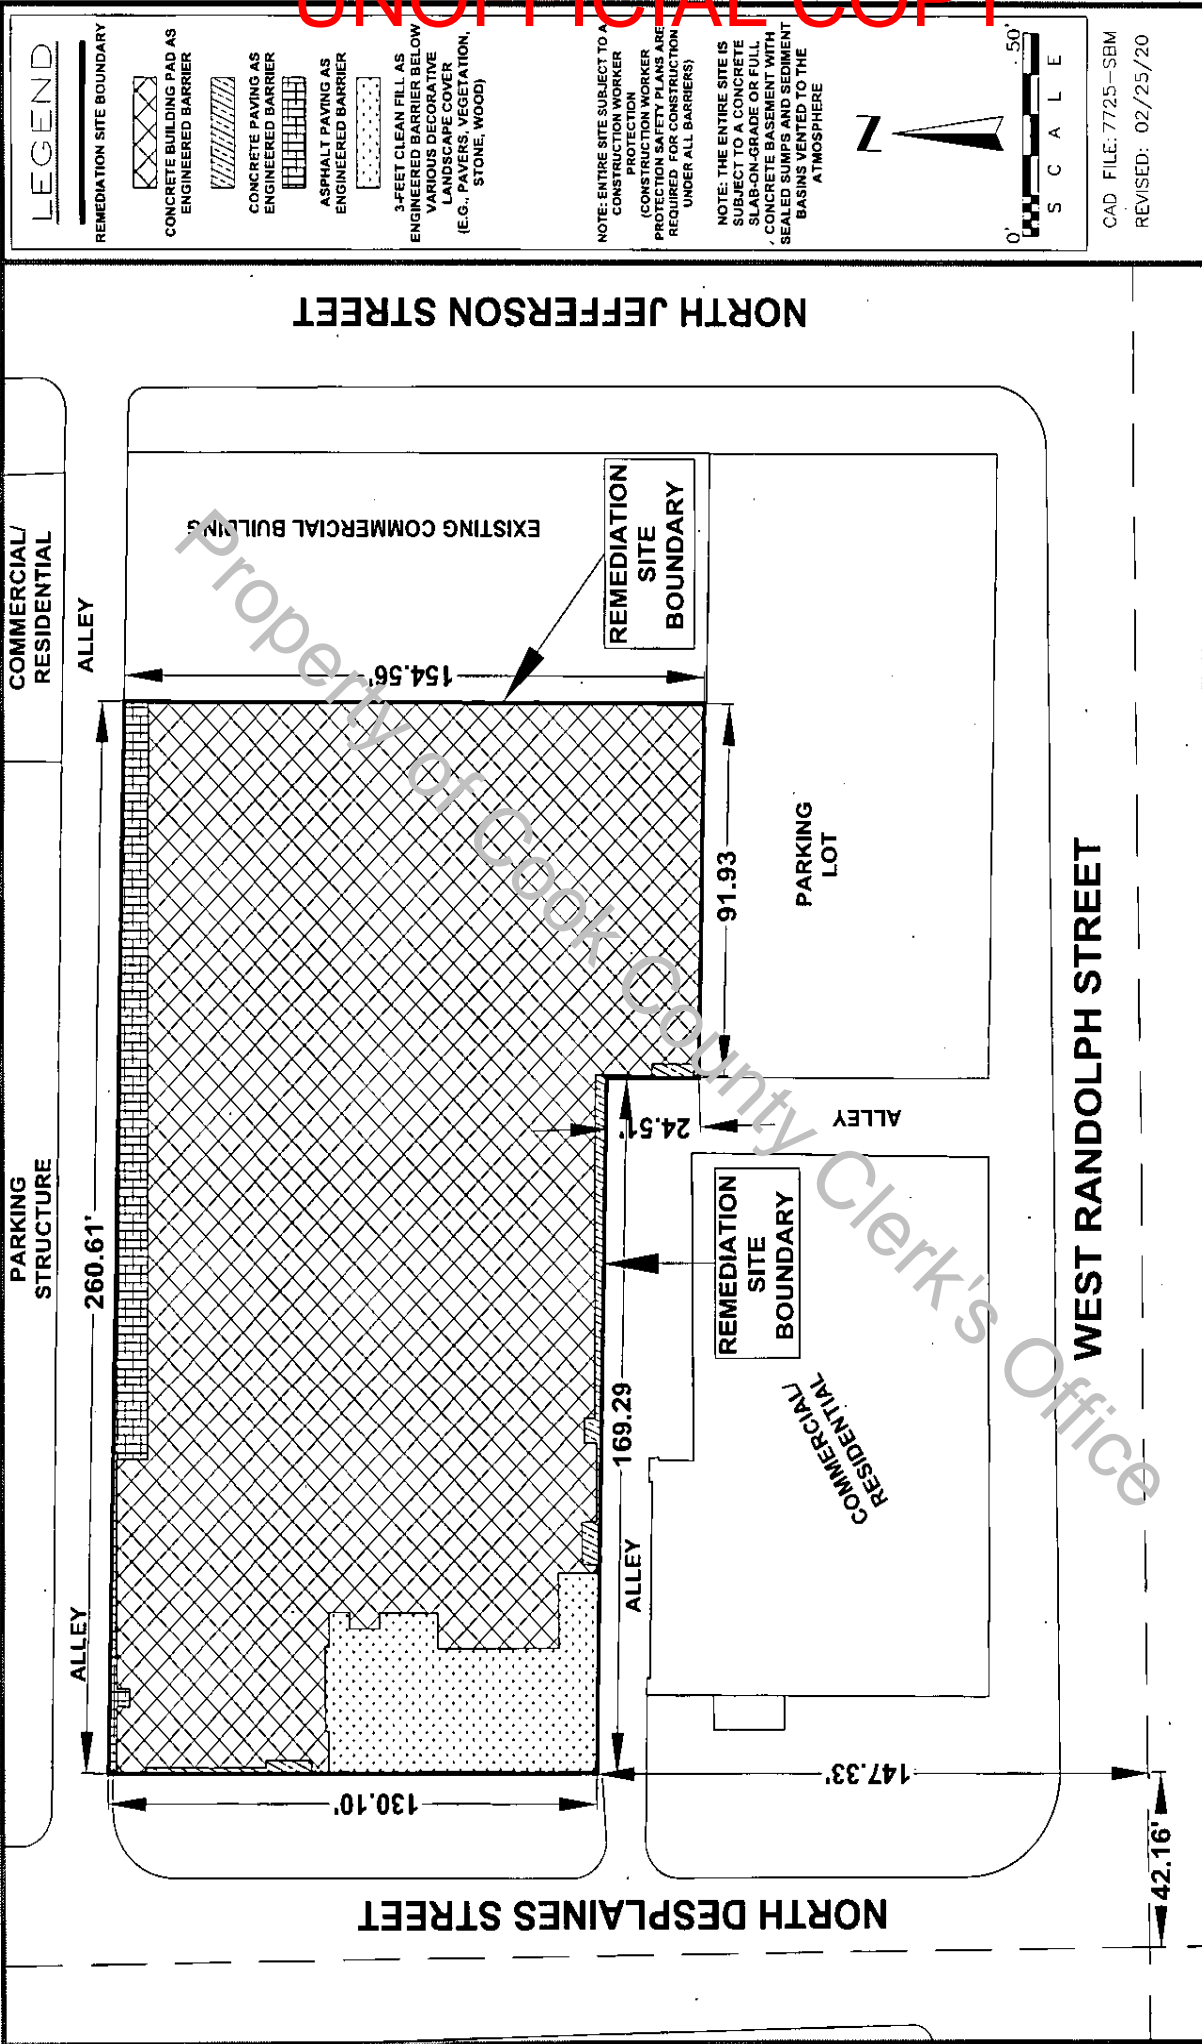 UNOFFICIAL COPY
LEGEND
REMEDIATION SITE BOUNDARY
CONCRETE BUILDING PAD AS
ENGINEERED BARRIER
CONCRETE PAVING AS
ENGINEERED BARRIER
ASPHALT PAVING AS
ENGINEERED BARRIER
3-FEET CLEAN FILL AS
ENGINEERED BARRIER BELOW
VARIOUS DECORATIVE
LANDSCAPE COVER
(E.G., PAVERS, VEGETATION,
STONE, WOOD)
NOTE: ENTIRE SITE SUBJECT TO A
CONSTRUCTION WORKER
PROTECTION
(CONSTRUCTION WORKER
PROTECTION SAFETY PLANS ARE
REQUIRED FOR CONSTRUCTION
UNDER ALL BARRIERS)
NOTE: THE ENTIRE SITE IS
SUBJECT TO A CONCRETE
SLAB-ON-GRADE OR FULL
CONCRETE BASEMENT WITH
SEALED SUMPS AND SEDIMENT
BASINS VENTED TO THE
ATMOSPHERE
N
0' 50'
SCALE
CAD FILE: 7725-SBM
REVISED: 02/25/20
NORTH JEFFERSON STREET
COMMERCIAL/
RESIDENTIAL
ALLEY
EXISTING COMMERCIAL BUILDING
REMEDIATION
SITE
BOUNDARY
154.56'
PARKING
STRUCTURE
260.61'
ALLEY
91.93
PARKING
LOT
24.51'
ALLEY
REMEDIATION
SITE
BOUNDARY
169.29
ALLEY
COMMERCIAL/
RESIDENTIAL
WEST RANDOLPH STREET
130.10'
147.33'
42.16'
NORTH DESPLAINES STREET
Property of Cook County Clerk's Office